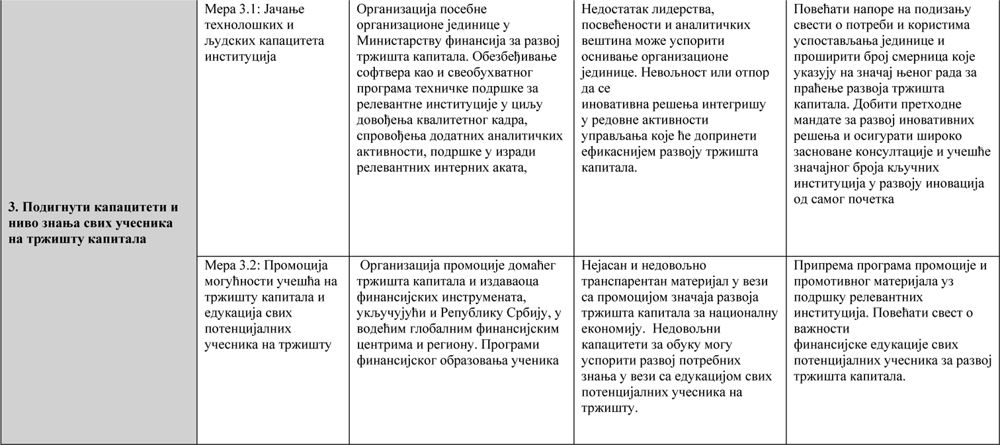 3. Подигнути капацитети и
ниво знања свих учесника
на тржишту капитала
Мера 3.1: Јачање
технолошких и
људских капацитета
институција
Организација посебне
организационе јединице у
Министарству финансија за развој
тржишта капитала. Обезбеђивање
софтвера као и свеобухватног
програма техничке подршке за
релевантне институције у циљу
довођења квалитетног кадра,
спровођења додатних аналитичких
активности, подршке у изради
релевантних интерних аката,
Недостатак лидерства,
посвећености и аналитичких
вештина може успорити
оснивање организационе
јединице. Невољност или отпор
да се
иновативна решења интегришу
у редовне активности
управљања које ће допринети
ефикаснијем развоју тржишта
капитала.
Повећати напоре на подизању
свести о потреби и користима
успостављања јединице и
проширити број смерница које
указују на значај њеног рада за
праћење развоја тржишта
капитала. Добити претходне
мандате за развој иновативних
решења и осигурати широко
засноване консултације и учешће
значајног броја кључних
институција у развоју иновација
од самог почетка
Мера 3.2: Промоција
могућности учешћа на
тржишту капитала и
едукација свих
потенцијалних
учесника на тржишту
Организација промоције домаћег
тржишта капитала и издаваоца
финансијских инструмената,
укључујући и Републику Србију, у
водећим глобалним финансијским
центрима и региону. Програми
финансијског образовања ученика
Нејасан и недовољно
транспарентан материјал у вези
са промоцијом значаја развоја
тржишта капитала за националну
економију. Недовољни
капацитети за обуку могу
успорити развој потребних
знања у вези са едукацијом свих
потенцијалних учесника на
тржишту.
Припрема програма промоције и
промотивног материјала уз
подршку релевантних
институција. Повећати свест о
важности
финансијске едукације свих
потенцијалних учесника за развој
тржишта капитала.